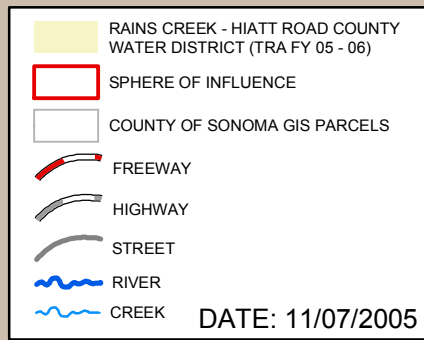 RAINS CREEK - HIATT ROAD COUNTY
WATER DISTRICT (TRA FY 05 - 06)
SPHERE OF INFLUENCE
COUNTY OF SONOMA GIS PARCELS
FREEWAY
HIGHWAY
STREET
RIVER
CREEK
DATE: 11/07/2005